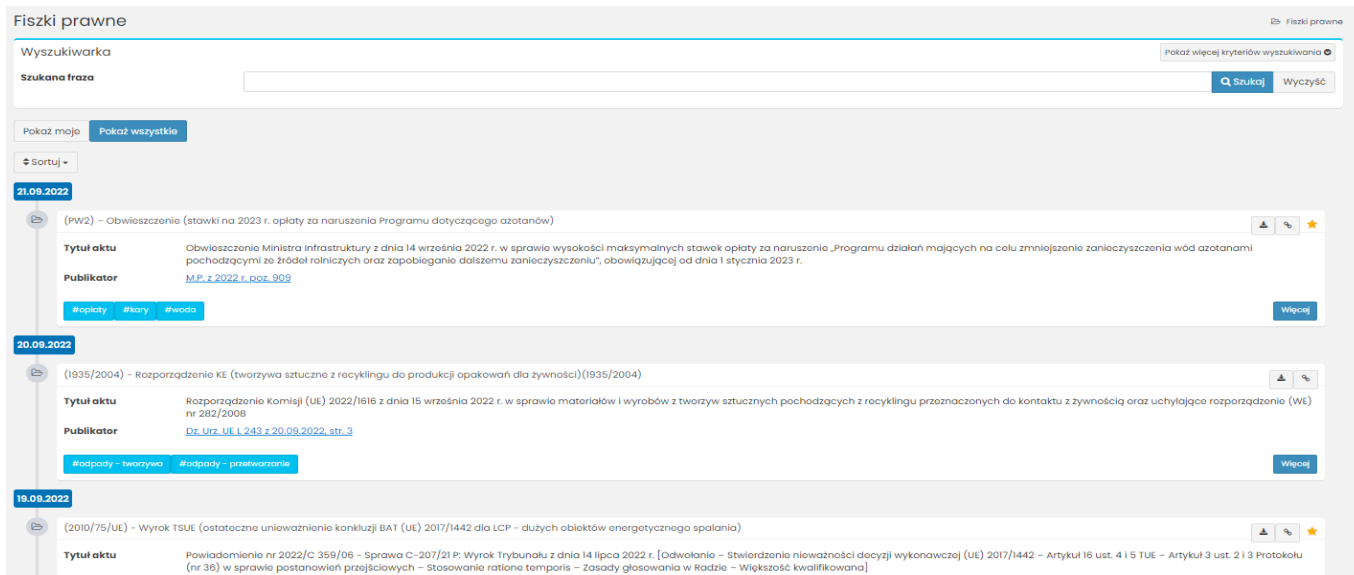 Fiszki prawne
Fiszki prawne
Wyszukiwarka
Pokaż więcej kryteriów wyszukiwania
Szukana fraza
Szukaj
Wyczyść
Pokaż moje
Pokaż wszystkie
Sortuj
21.09.2022
(PW2) – Obwieszczenie (stawki na 2023 r. opłaty za naruszenia Programu dotyczącego azotanów)
Tytuł aktu
Obwieszczenie Ministra Infrastruktury z dnia 14 września 2022 r. w sprawie wysokości maksymalnych stawek opłaty za naruszenie „Programu działań mających na celu zmniejszenie zanieczyszczenia wód azotanami
pochodzącymi ze źródeł rolniczych oraz zapobieganie dalszemu zanieczyszczeniu”, obowiązującej od dnia 1 stycznia 2023 r.
Publikator
M.P. z 2022 r. poz. 909
#opłaty
#kary
#woda
Więcej
20.09.2022
(1935/2004) - Rozporządzenie KE (tworzywa sztuczne z recyklingu do produkcji opakowań dla żywności)(1935/2004)
Tytuł aktu
Rozporządzenie Komisji (UE) 2022/1616 z dnia 15 września 2022 r. w sprawie materiałów i wyrobów z tworzyw sztucznych pochodzących z recyklingu przeznaczonych do kontaktu z żywnością oraz uchylające rozporządzenie (WE)
nr 282/2008
Publikator
Dz. Urz. UE L 243 z 20.09.2022, str. 3
#odpady - tworzywa
#odpady - przetwarzanie
Więcej
19.09.2022
(2010/75/UE) - Wyrok TSUE (ostateczne unieważnienie konkluzji BAT (UE) 2017/1442 dla LCP - dużych obiektów energetycznego spalania)
Tytuł aktu
Powiadomienie nr 2022/C 359/06 - Sprawa C-207/21 P: Wyrok Trybunału z dnia 14 lipca 2022 r. [Odwołanie – Stwierdzenie nieważności decyzji wykonawczej (UE) 2017/1442 – Artykuł 16 ust. 4 i 5 TUE – Artykuł 3 ust. 2 i 3 Protokołu
(nr 36) w sprawie postanowień przejściowych – Stosowanie ratione temporis – Zasady głosowania w Radzie – Większość kwalifikowana]